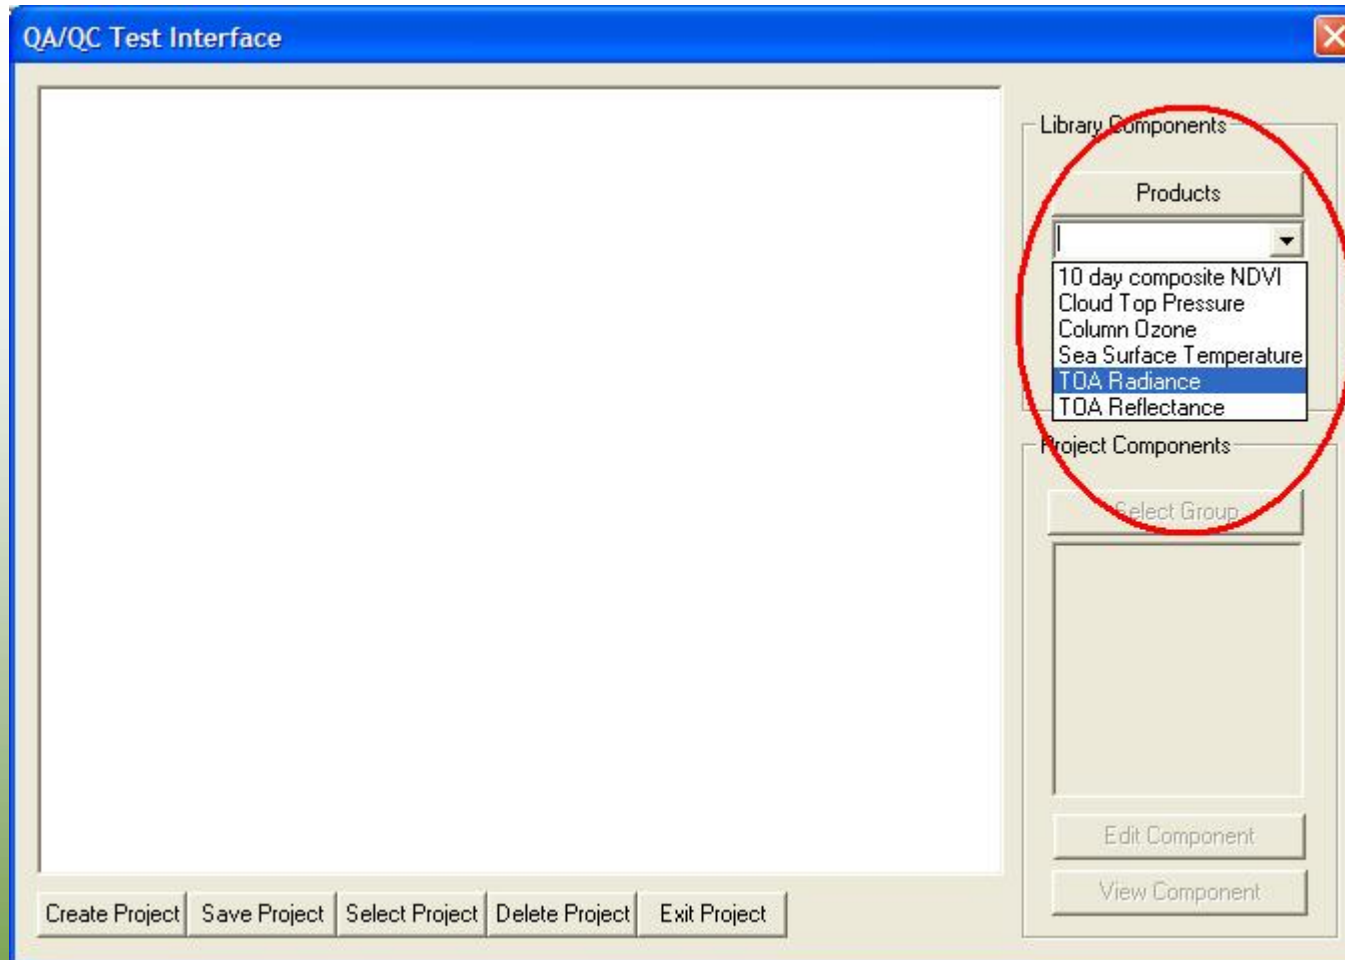 QA/QC Test Interface
Library Components
Products
10 day composite NDVI
Cloud Top Pressure
Column Ozone
Sea Surface Temperature
TOA Radiance
TOA Reflectance
Project Components
Select Group
Edit Component
View Component
Create Project Save Project Select Project Delete Project Exit Project